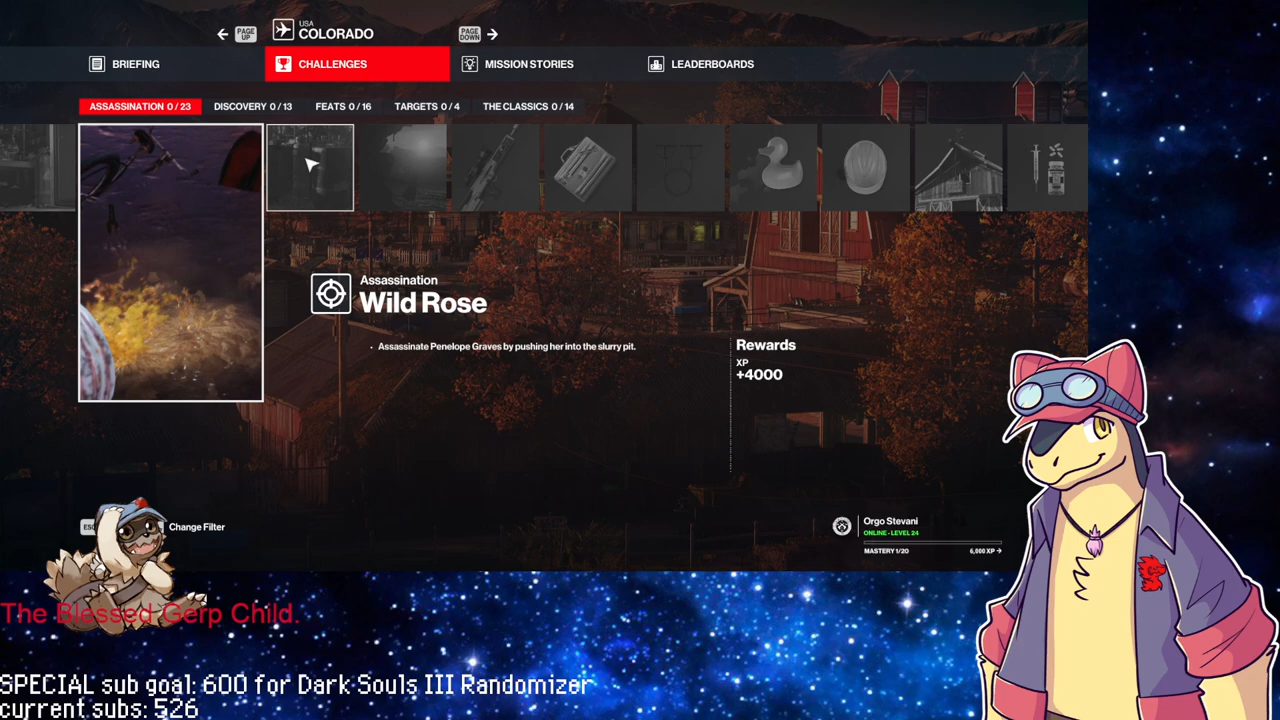 PAGE UP
USA
COLORADO
PAGE DOWN
BRIEFING
CHALLENGES
MISSION STORIES
LEADERBOARDS
ASSASSINATION 0 / 23
DISCOVERY 0 / 13
FEATS 0 / 16
TARGETS 0 / 4
THE CLASSICS 0 / 14
Assassination
Wild Rose
· Assassinate Penelope Graves by pushing her into the slurry pit.
Rewards
XP
+4000
Change Filter
Orgo Stevani
ONLINE - LEVEL 24
MASTERY 1/20
6,000 XP
The Blessed Gerp Child.
SPECIAL sub goal: 600 for Dark Souls III Randomizer
current subs: 526